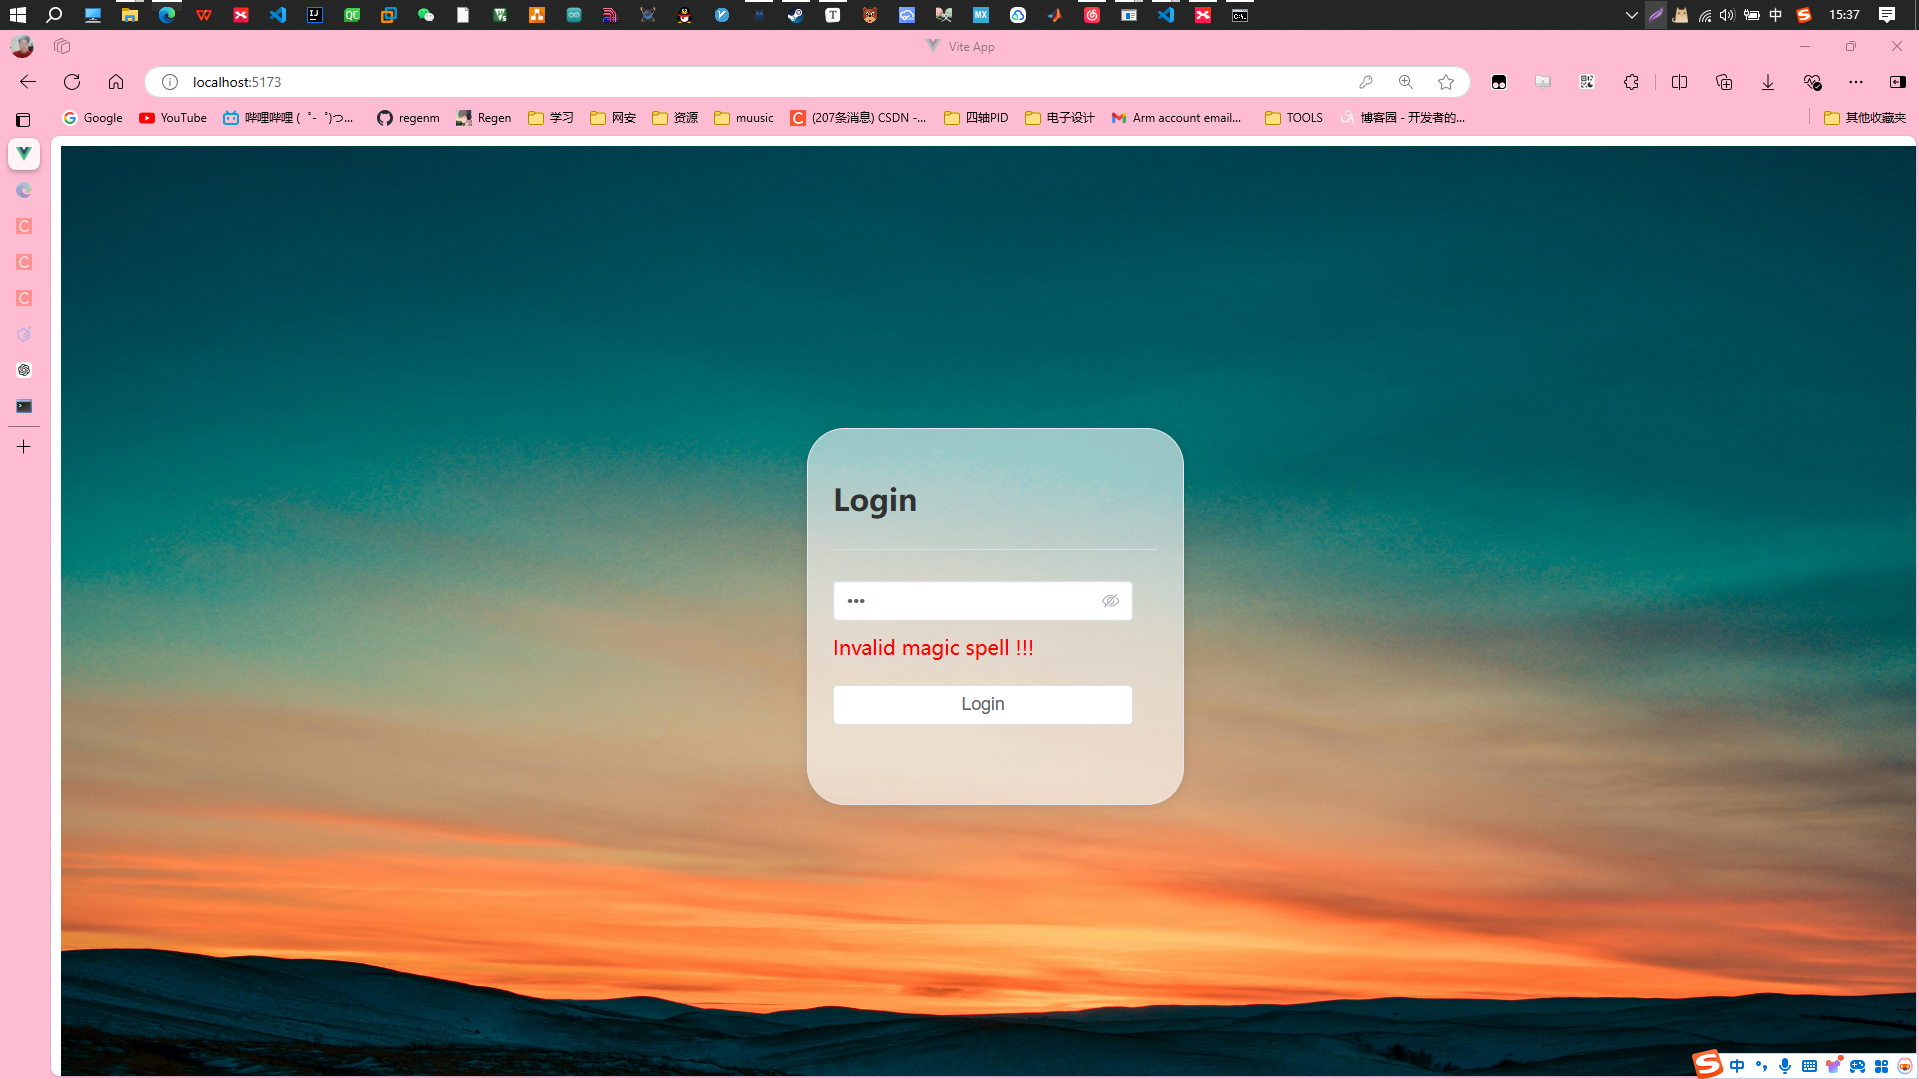 中 15:37
Vite App
localhost:5173
Google YouTube 哔哩哔哩 (゜-゜)つ... regenm Regen 学习 网安 资源 muusic (207条消息) CSDN -... 四轴PID 电子设计 Arm account email... TOOLS 博客园 - 开发者的... 其他收藏夹
Login
•••
Invalid magic spell !!!
Login
中